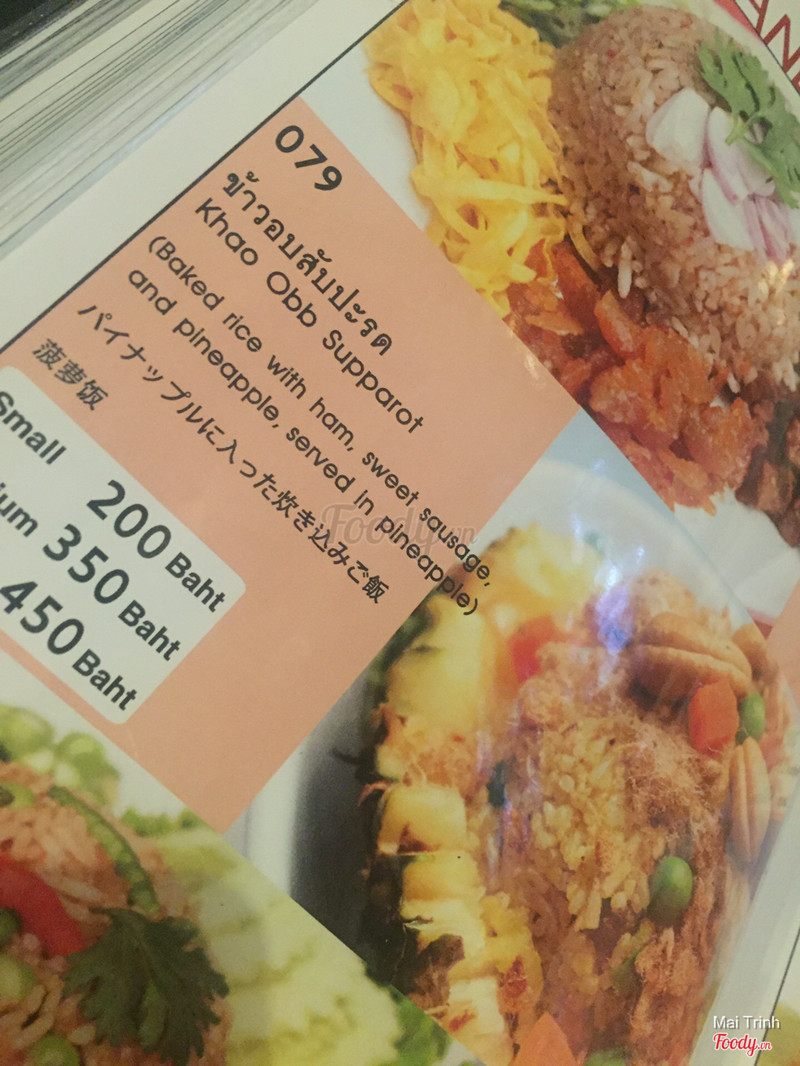 079
ข้าวอบสับปะรด
Khao Obb Supparot
(Baked rice with ham, sweet sausage,
and pineapple, served in pineapple)
パイナップルに入った炊き込みご飯
菠萝饭
Small 200 Baht
ium 350 Baht
450 Baht
Foody.vn
Mai Trinh
Foody.vn